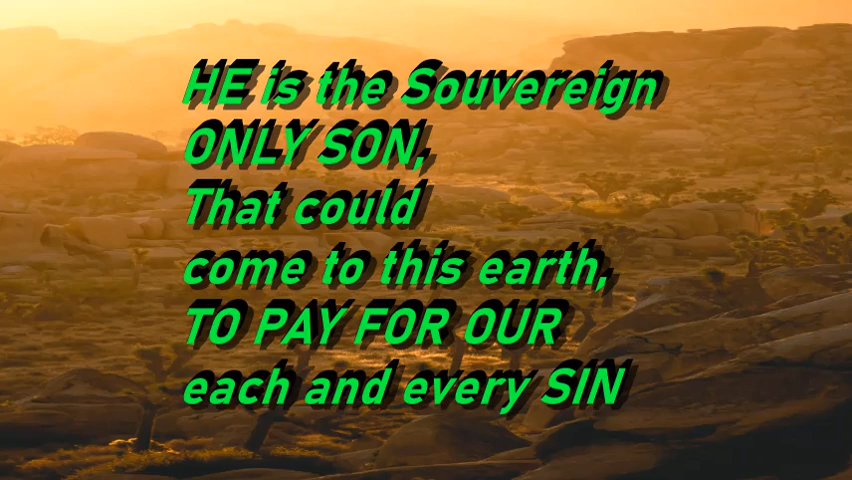 HE is the Souvereign
ONLY SON,
That could
come to this earth,
TO PAY FOR OUR
each and every SIN